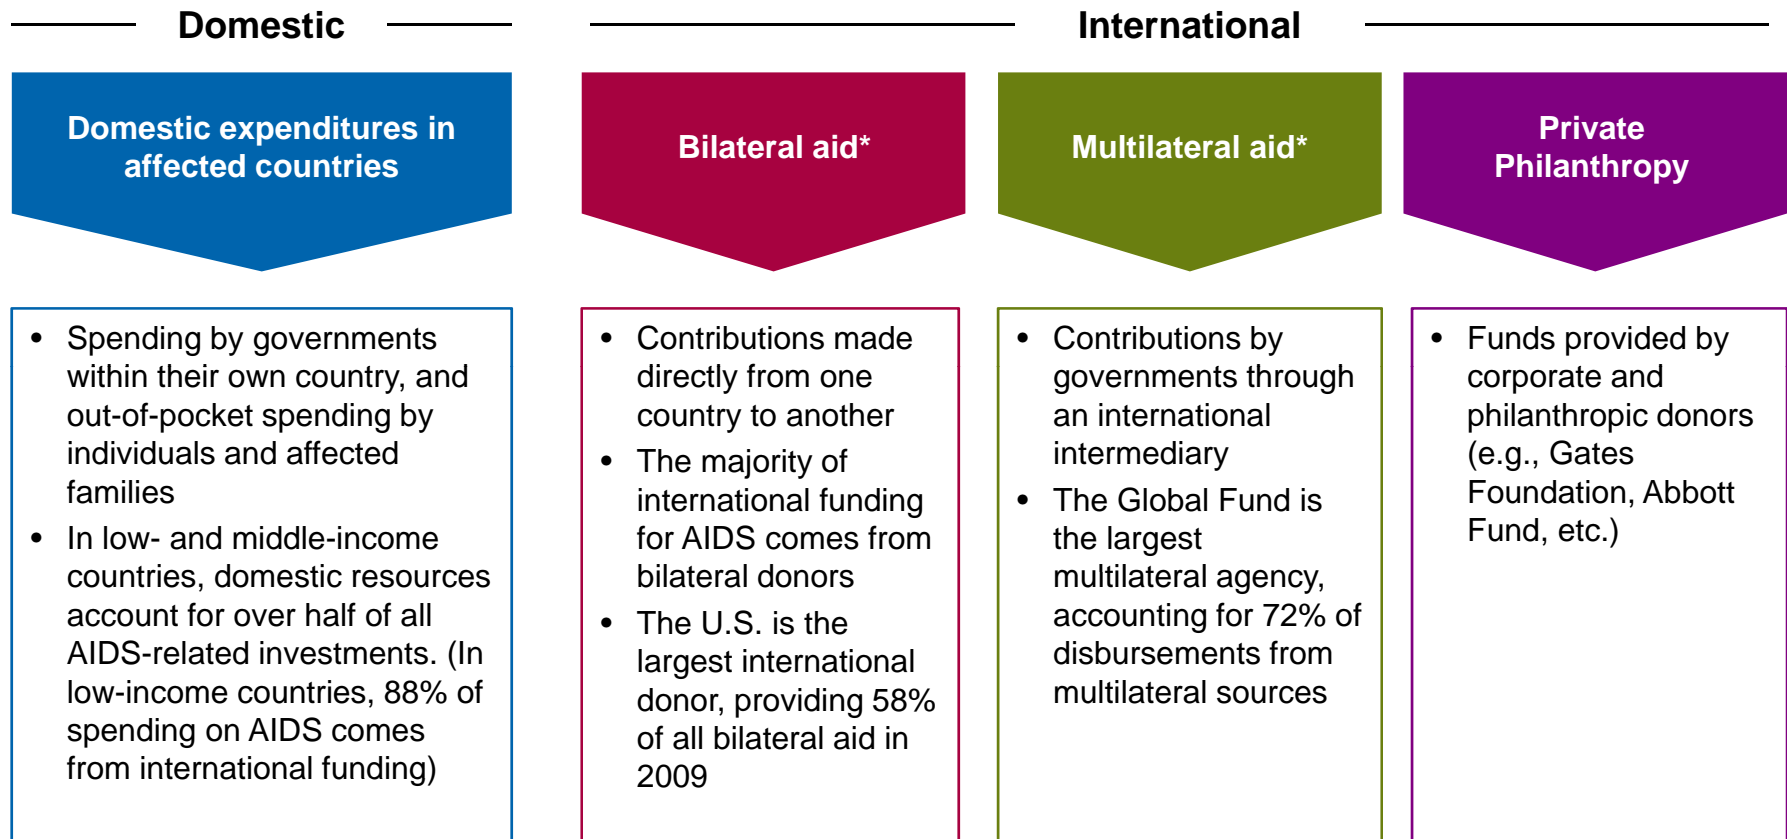 Domestic
International
Domestic expenditures in
affected countries
Bilateral aid*
Multilateral aid*
Private
Philanthropy
• Spending by governments
within their own country, and
out-of-pocket spending by
individuals and affected
families
• In low- and middle-income
countries, domestic resources
account for over half of all
AIDS-related investments. (In
low-income countries, 88% of
spending on AIDS comes
from international funding)
• Contributions made
directly from one
country to another
• The majority of
international funding
for AIDS comes from
bilateral donors
• The U.S. is the
largest international
donor, providing 58%
of all bilateral aid in
2009
• Contributions by
governments through
an international
intermediary
• The Global Fund is
the largest
multilateral agency,
accounting for 72% of
disbursements from
multilateral sources
• Funds provided by
corporate and
philanthropic donors
(e.g., Gates
Foundation, Abbott
Fund, etc.)